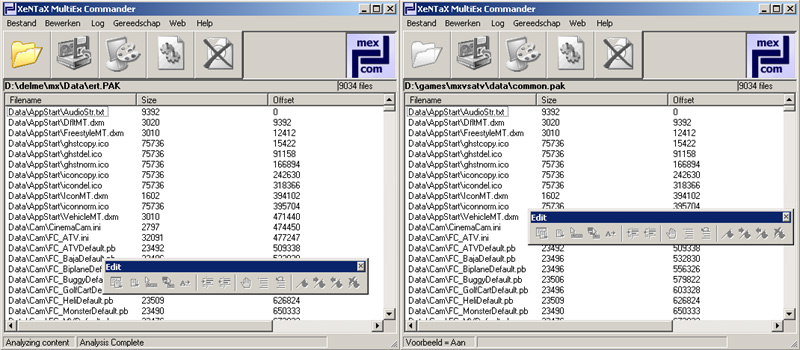 XeNTaX MultiEx Commander
Bestand Bewerken Log Gereedschap Web Help
mex
com
D:\delme\mx\Data\ert.PAK 9034 files
Filename Size Offset
Data\AppStart\AudioStr.txt 9392 0
Data\AppStart\DfltMT.dxm 3020 9392
Data\AppStart\FreestyleMT.dxm 3010 12412
Data\AppStart\ghstcopy.ico 75736 15422
Data\AppStart\ghstdel.ico 75736 91158
Data\AppStart\ghstnorm.ico 75736 166894
Data\AppStart\iconcopy.ico 75736 242630
Data\AppStart\icondel.ico 75736 318366
Data\AppStart\IconMT.dxm 1602 394102
Data\AppStart\iconnorm.ico 75736 395704
Data\AppStart\VehicleMT.dxm 3010 471440
Data\Cam\CinemaCam.ini 2797 474450
Data\Cam\FC_ATV.ini 32091 477247
Data\Cam\FC_ATVDefault.pb 23492 509338
Data\Cam\FC_BajaDefault.pb
Data\Cam\FC_BiplaneDef
Data\Cam\FC_BuggyDefaul
Data\Cam\FC_GolfCartDef
Edit
Data\Cam\FC_HeliDefault.pb 23509 626824
Data\Cam\FC_MonsterDefault.pb 23490 650333
Analyzing content Analysis Complete
XeNTaX MultiEx Commander
Bestand Bewerken Log Gereedschap Web Help
mex
com
D:\games\mxvsatv\data\common.pak 9034 files
Filename Size Offset
Data\AppStart\AudioStr.txt 9392 0
Data\AppStart\DfltMT.dxm 3020 9392
Data\AppStart\FreestyleMT.dxm 3010 12412
Data\AppStart\ghstcopy.ico 75736 15422
Data\AppStart\ghstdel.ico 75736 91158
Data\AppStart\ghstnorm.ico 75736 166894
Data\AppStart\iconcopy.ico 75736 242630
Data\AppStart\icondel.ico 75736 318366
Data\AppStart\IconMT.dxm 1602 394102
Data\AppStart\iconnorm.ico 75736 395704
Data\AppStart\VehicleMT.dxm
Edit
Data\Cam\CinemaCam.ini
Data\Cam\FC_ATV.ini
Data\Cam\FC_ATVDefault.pb 23492 509338
Data\Cam\FC_BajaDefault.pb 23496 532830
Data\Cam\FC_BiplaneDefault.pb 23496 556326
Data\Cam\FC_BuggyDefault.pb 23506 579822
Data\Cam\FC_GolfCartDefault.pb 23496 603328
Data\Cam\FC_HeliDefault.pb 23509 626824
Data\Cam\FC_MonsterDefault.pb 23490 650333
Voorbeeld = Aan